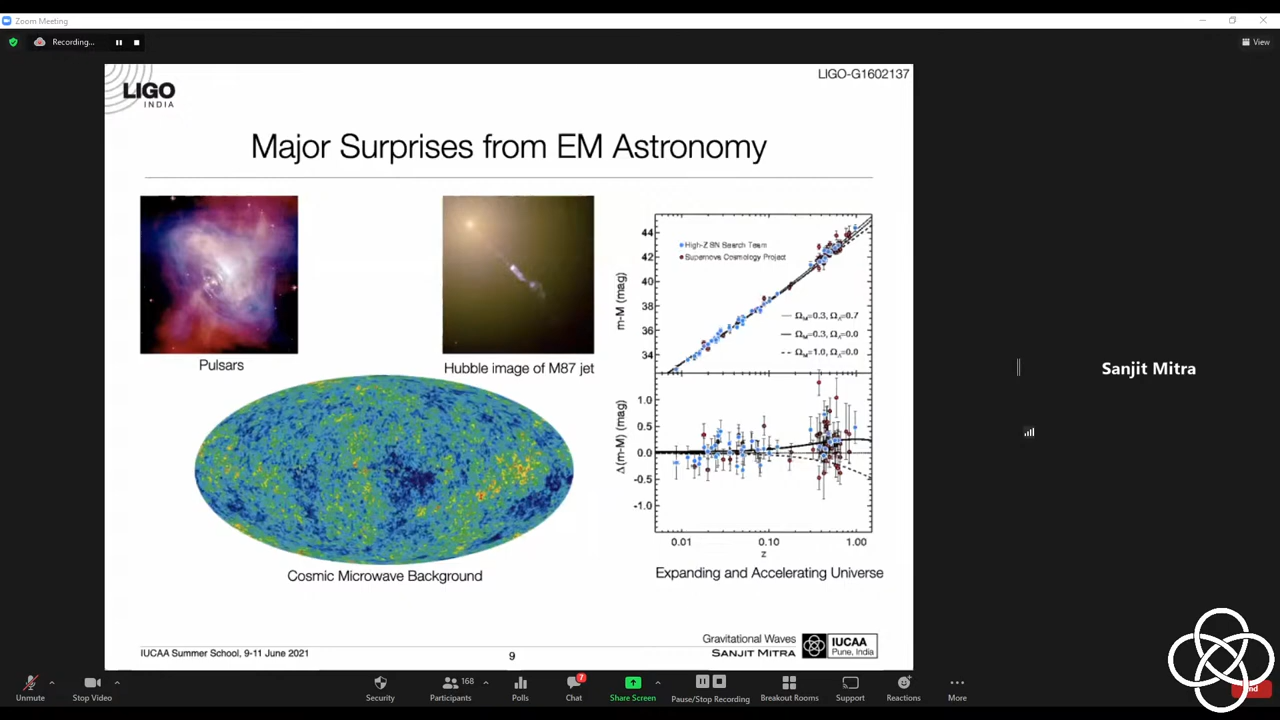 Zoom Meeting
Recording...
View
LIGO
INDIA
LIGO-G1602137
Major Surprises from EM Astronomy
Pulsars
Hubble image of M87 jet
Cosmic Microwave Background
m-M (mag)
44
42
40
38
36
34
High-Z SN Search Team
Supernova Cosmology Project
Ω_M=0.3, Ω_Λ=0.7
Ω_M=0.3, Ω_Λ=0.0
Ω_M=1.0, Ω_Λ=0.0
Δ(m-M) (mag)
1.0
0.5
0.0
-0.5
-1.0
0.01 0.10 1.00
z
Expanding and Accelerating Universe
IUCAA Summer School, 9-11 June 2021
9
Gravitational Waves
SANJIT MITRA
IUCAA
Pune, India
Sanjit Mitra
Unmute
Stop Video
Security
168
Participants
Polls
7
Chat
Share Screen
Pause/Stop Recording
Breakout Rooms
Support
Reactions
More